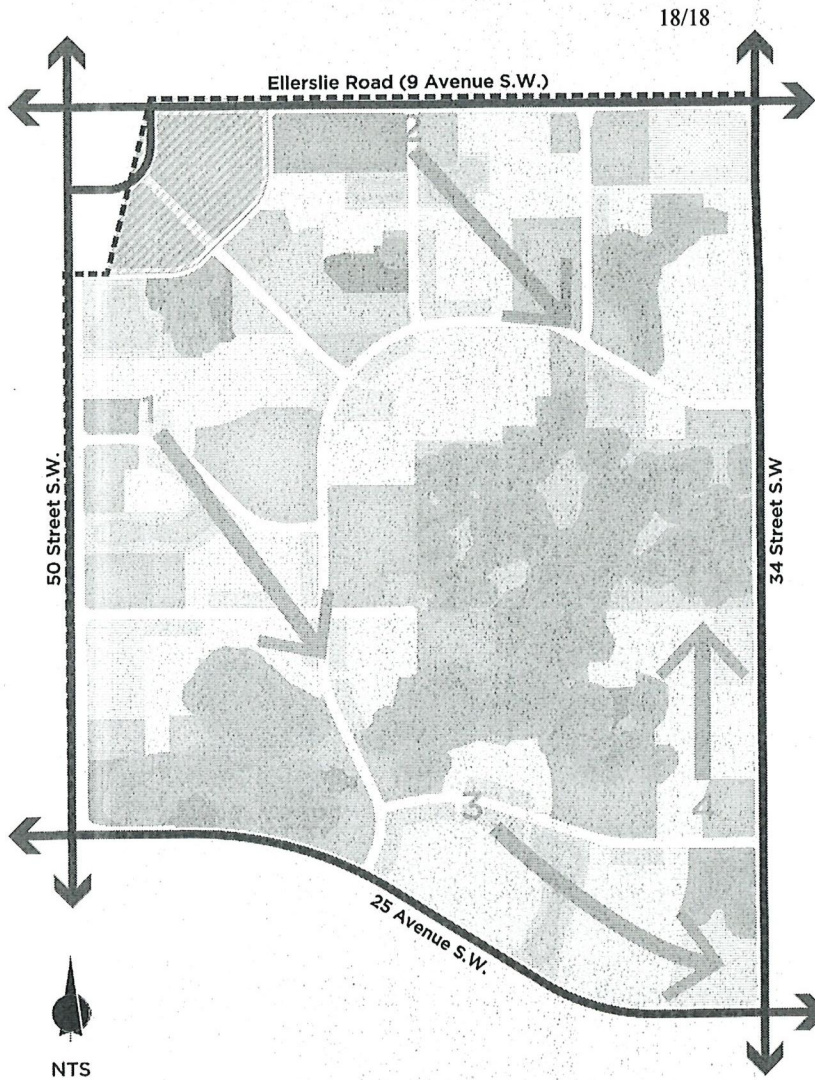 18/18
Ellerslie Road (9 Avenue S.W.)
2
1
50 Street S.W.
34 Street S.W
3
4
25 Avenue S.W.
NTS